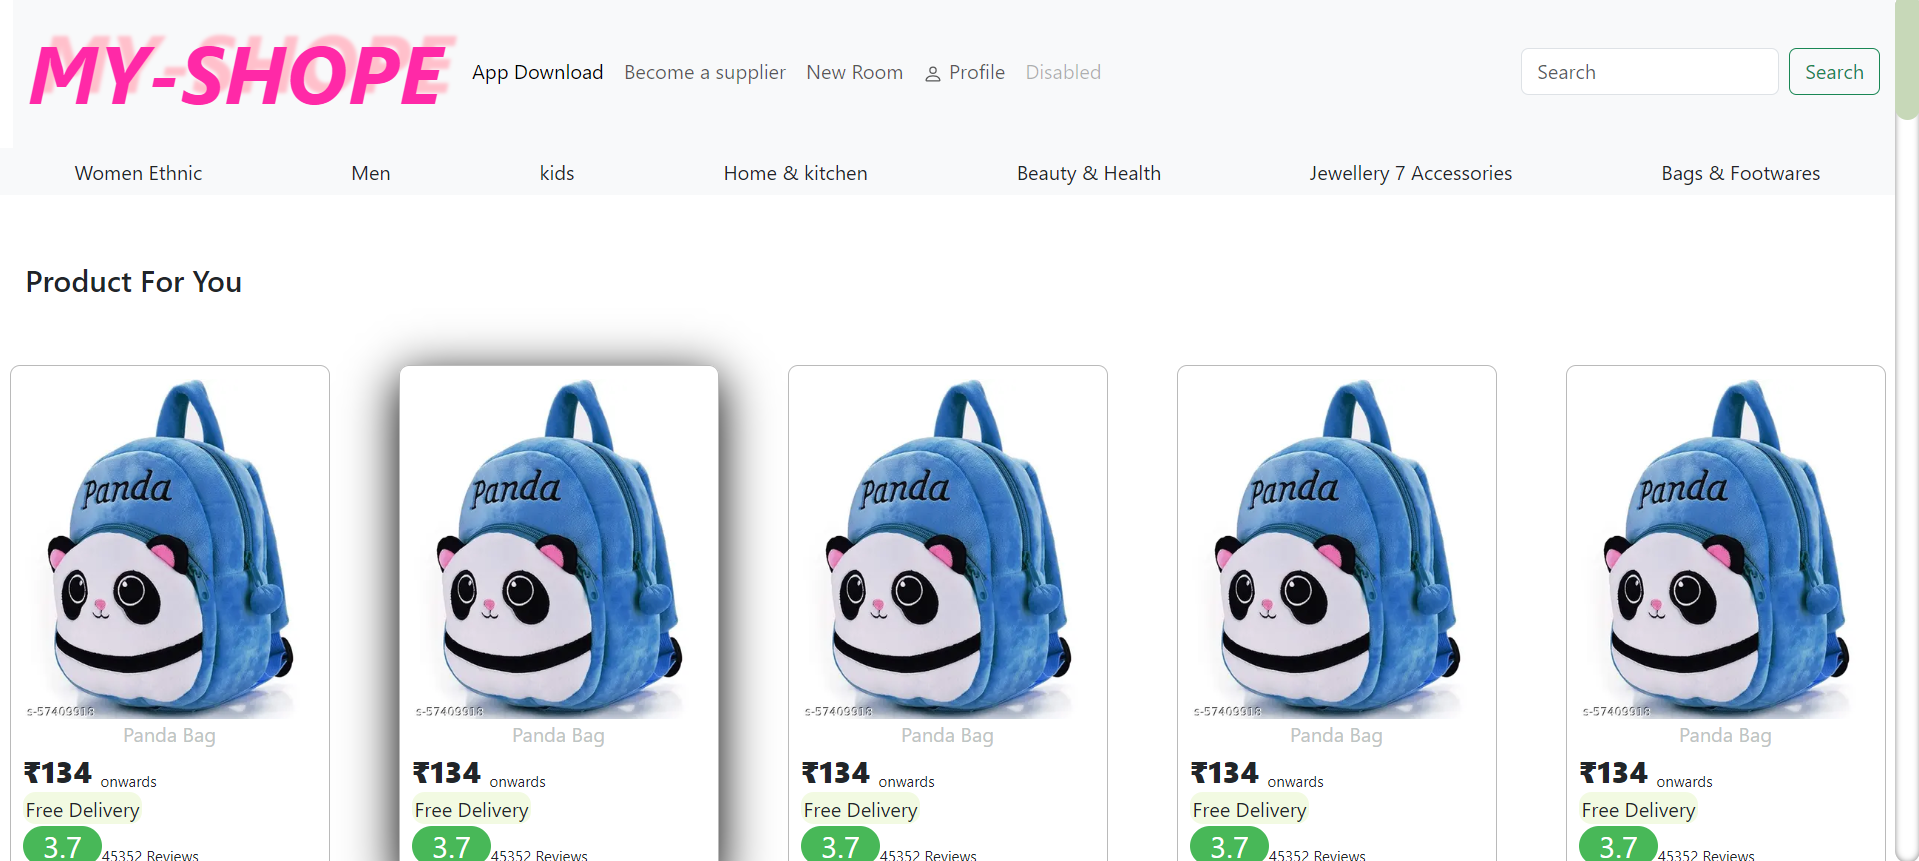 MY-SHOPE
App Download Become a supplier New Room Profile Disabled Search Search
Women Ethnic Men kids Home & kitchen Beauty & Health Jewellery 7 Accessories Bags & Footwares
Product For You
Panda Panda Panda Panda Panda
s-57409918 s-57409918 s-57409918 s-57409918 s-57409918
Panda Bag Panda Bag Panda Bag Panda Bag Panda Bag
₹134 onwards ₹134 onwards ₹134 onwards ₹134 onwards ₹134 onwards
Free Delivery Free Delivery Free Delivery Free Delivery Free Delivery
3.7 45352 Reviews 3.7 45352 Reviews 3.7 45352 Reviews 3.7 45352 Reviews 3.7 45352 Reviews